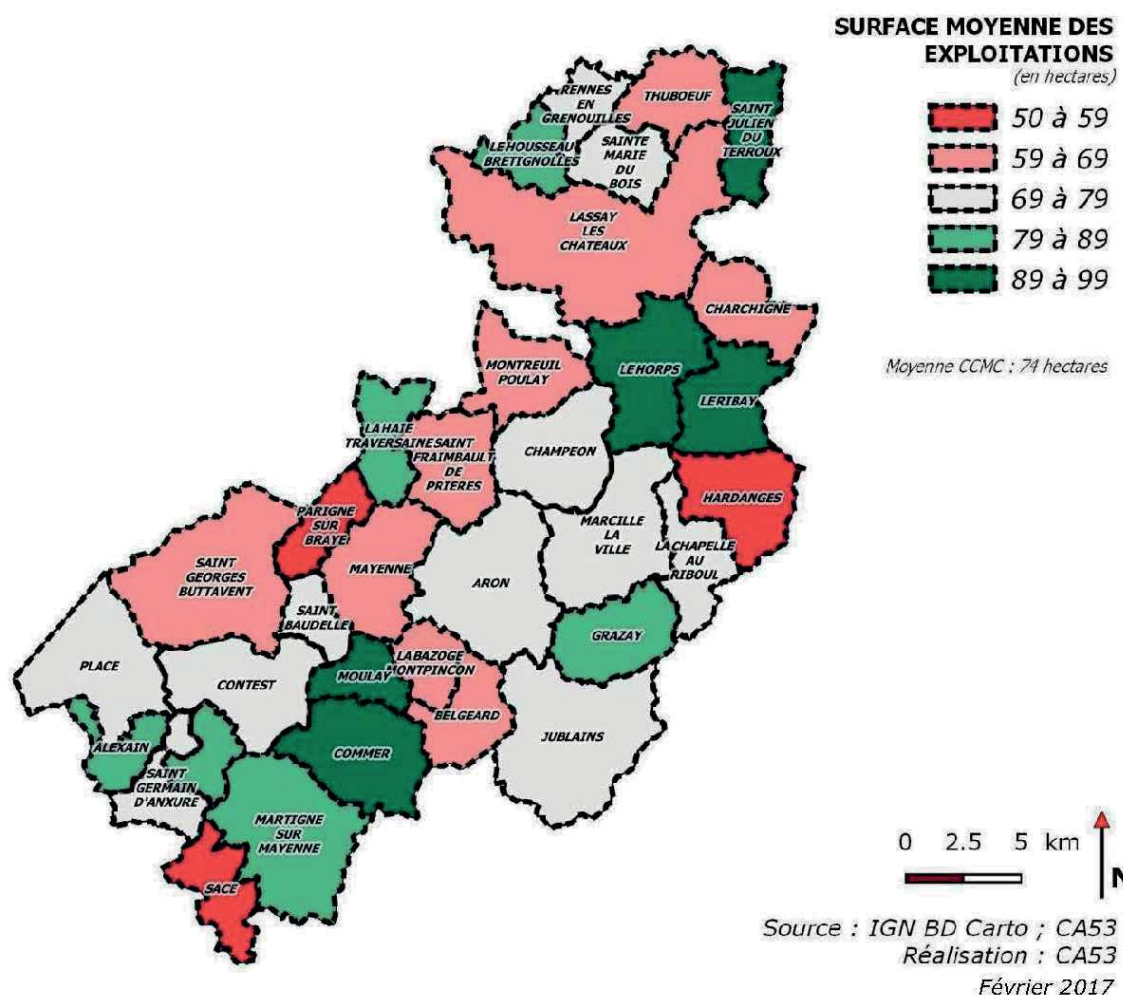 SURFACE MOYENNE DES
EXPLOITATIONS
(en hectares)
50 à 59
59 à 69
69 à 79
79 à 89
89 à 99
Moyenne CCMC : 74 hectares
RENNES
EN
GRENOUILLES
THUBOEUF
SAINT
JULIEN
DU
TERROUX
LE HOUSSEAU
BRETIGNOLLES
SAINTE
MARIE
DU
BOIS
LASSAY
LES
CHATEAUX
CHARCHIGNE
MONTREUIL
POULAY
LE HORPS
LE RIBAY
LA HAIE
TRAVERSAINE
SAINT
FRAIMBAULT
DE
PRIERES
CHAMPEON
HARDANGES
PARIGNE
SUR
BRAYE
MARCILLE
LA
VILLE
LA CHAPELLE
AU
RIBOUL
SAINT
GEORGES
BUTTAVENT
MAYENNE
ARON
SAINT
BAUDELLE
GRAZAY
PLACE
CONTEST
MOULAY
LA BAZOGE
MONTPINCON
BELGEARD
JUBLAINS
ALEXAIN
COMMER
SAINT
GERMAIN
D'ANXURE
MARTIGNE
SUR
MAYENNE
SACE
0 2.5 5 km
N
Source : IGN BD Carto ; CA53
Réalisation : CA53
Février 2017